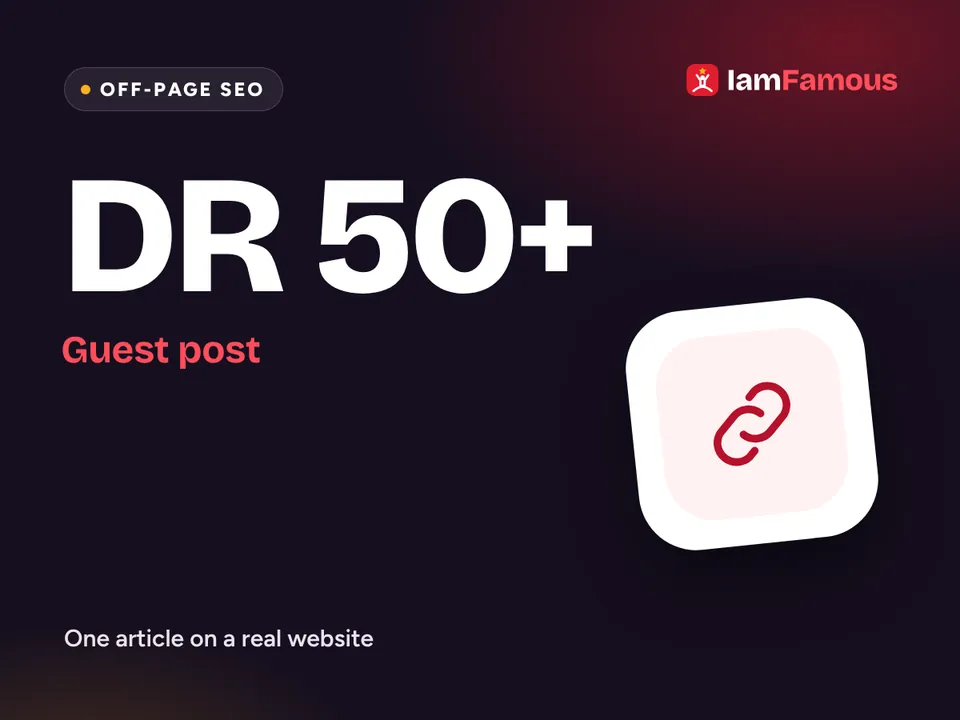 OFF-PAGE SEO
IamFamous
DR 50+
Guest post
One article on a real website